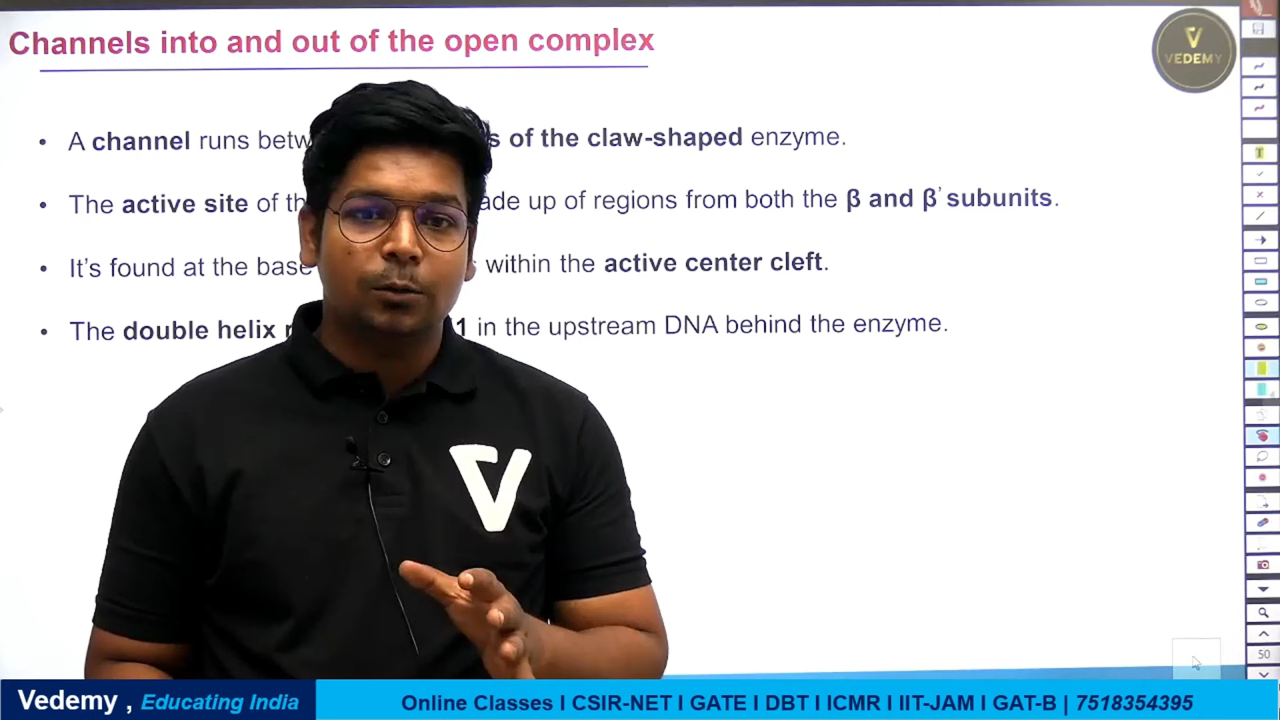 Channels into and out of the open complex
VEDEMY
• A channel runs s of the claw-shaped enzyme.
• The active site of ade up of regions from both the β and β' subunits.
• It's found at the base within the active center cleft.
• The double helix 1 in the upstream DNA behind the enzyme.
50
Vedemy , Educating India
Online Classes I CSIR-NET I GATE I DBT I ICMR I IIT-JAM I GAT-B | 7518354395